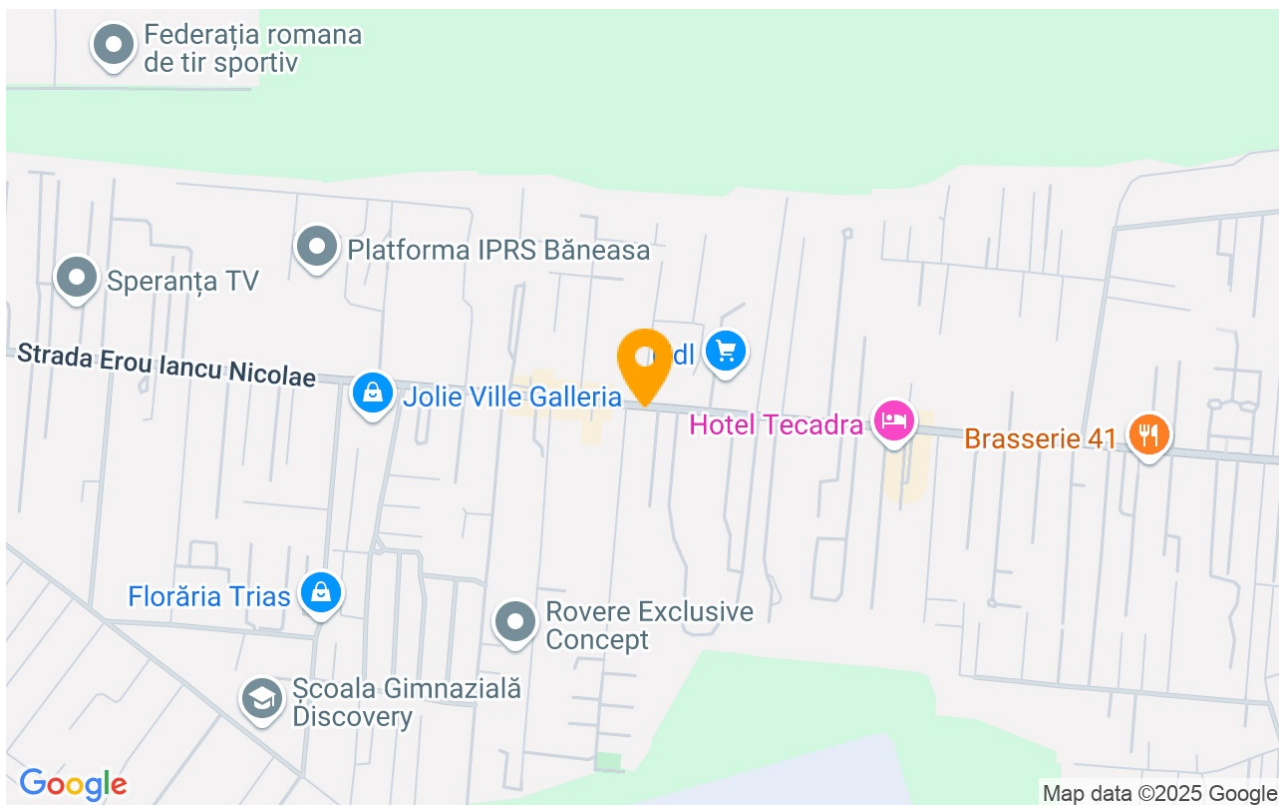 Federația romana
de tir sportiv
Platforma IPRS Băneasa
Speranța TV
Strada Erou Iancu Nicolae
Jolie Ville Galleria
Hotel Tecadra
Brasserie 41
Florăria Trias
Rovere Exclusive
Concept
Școala Gimnazială
Discovery
Google
Map data ©2025 Google